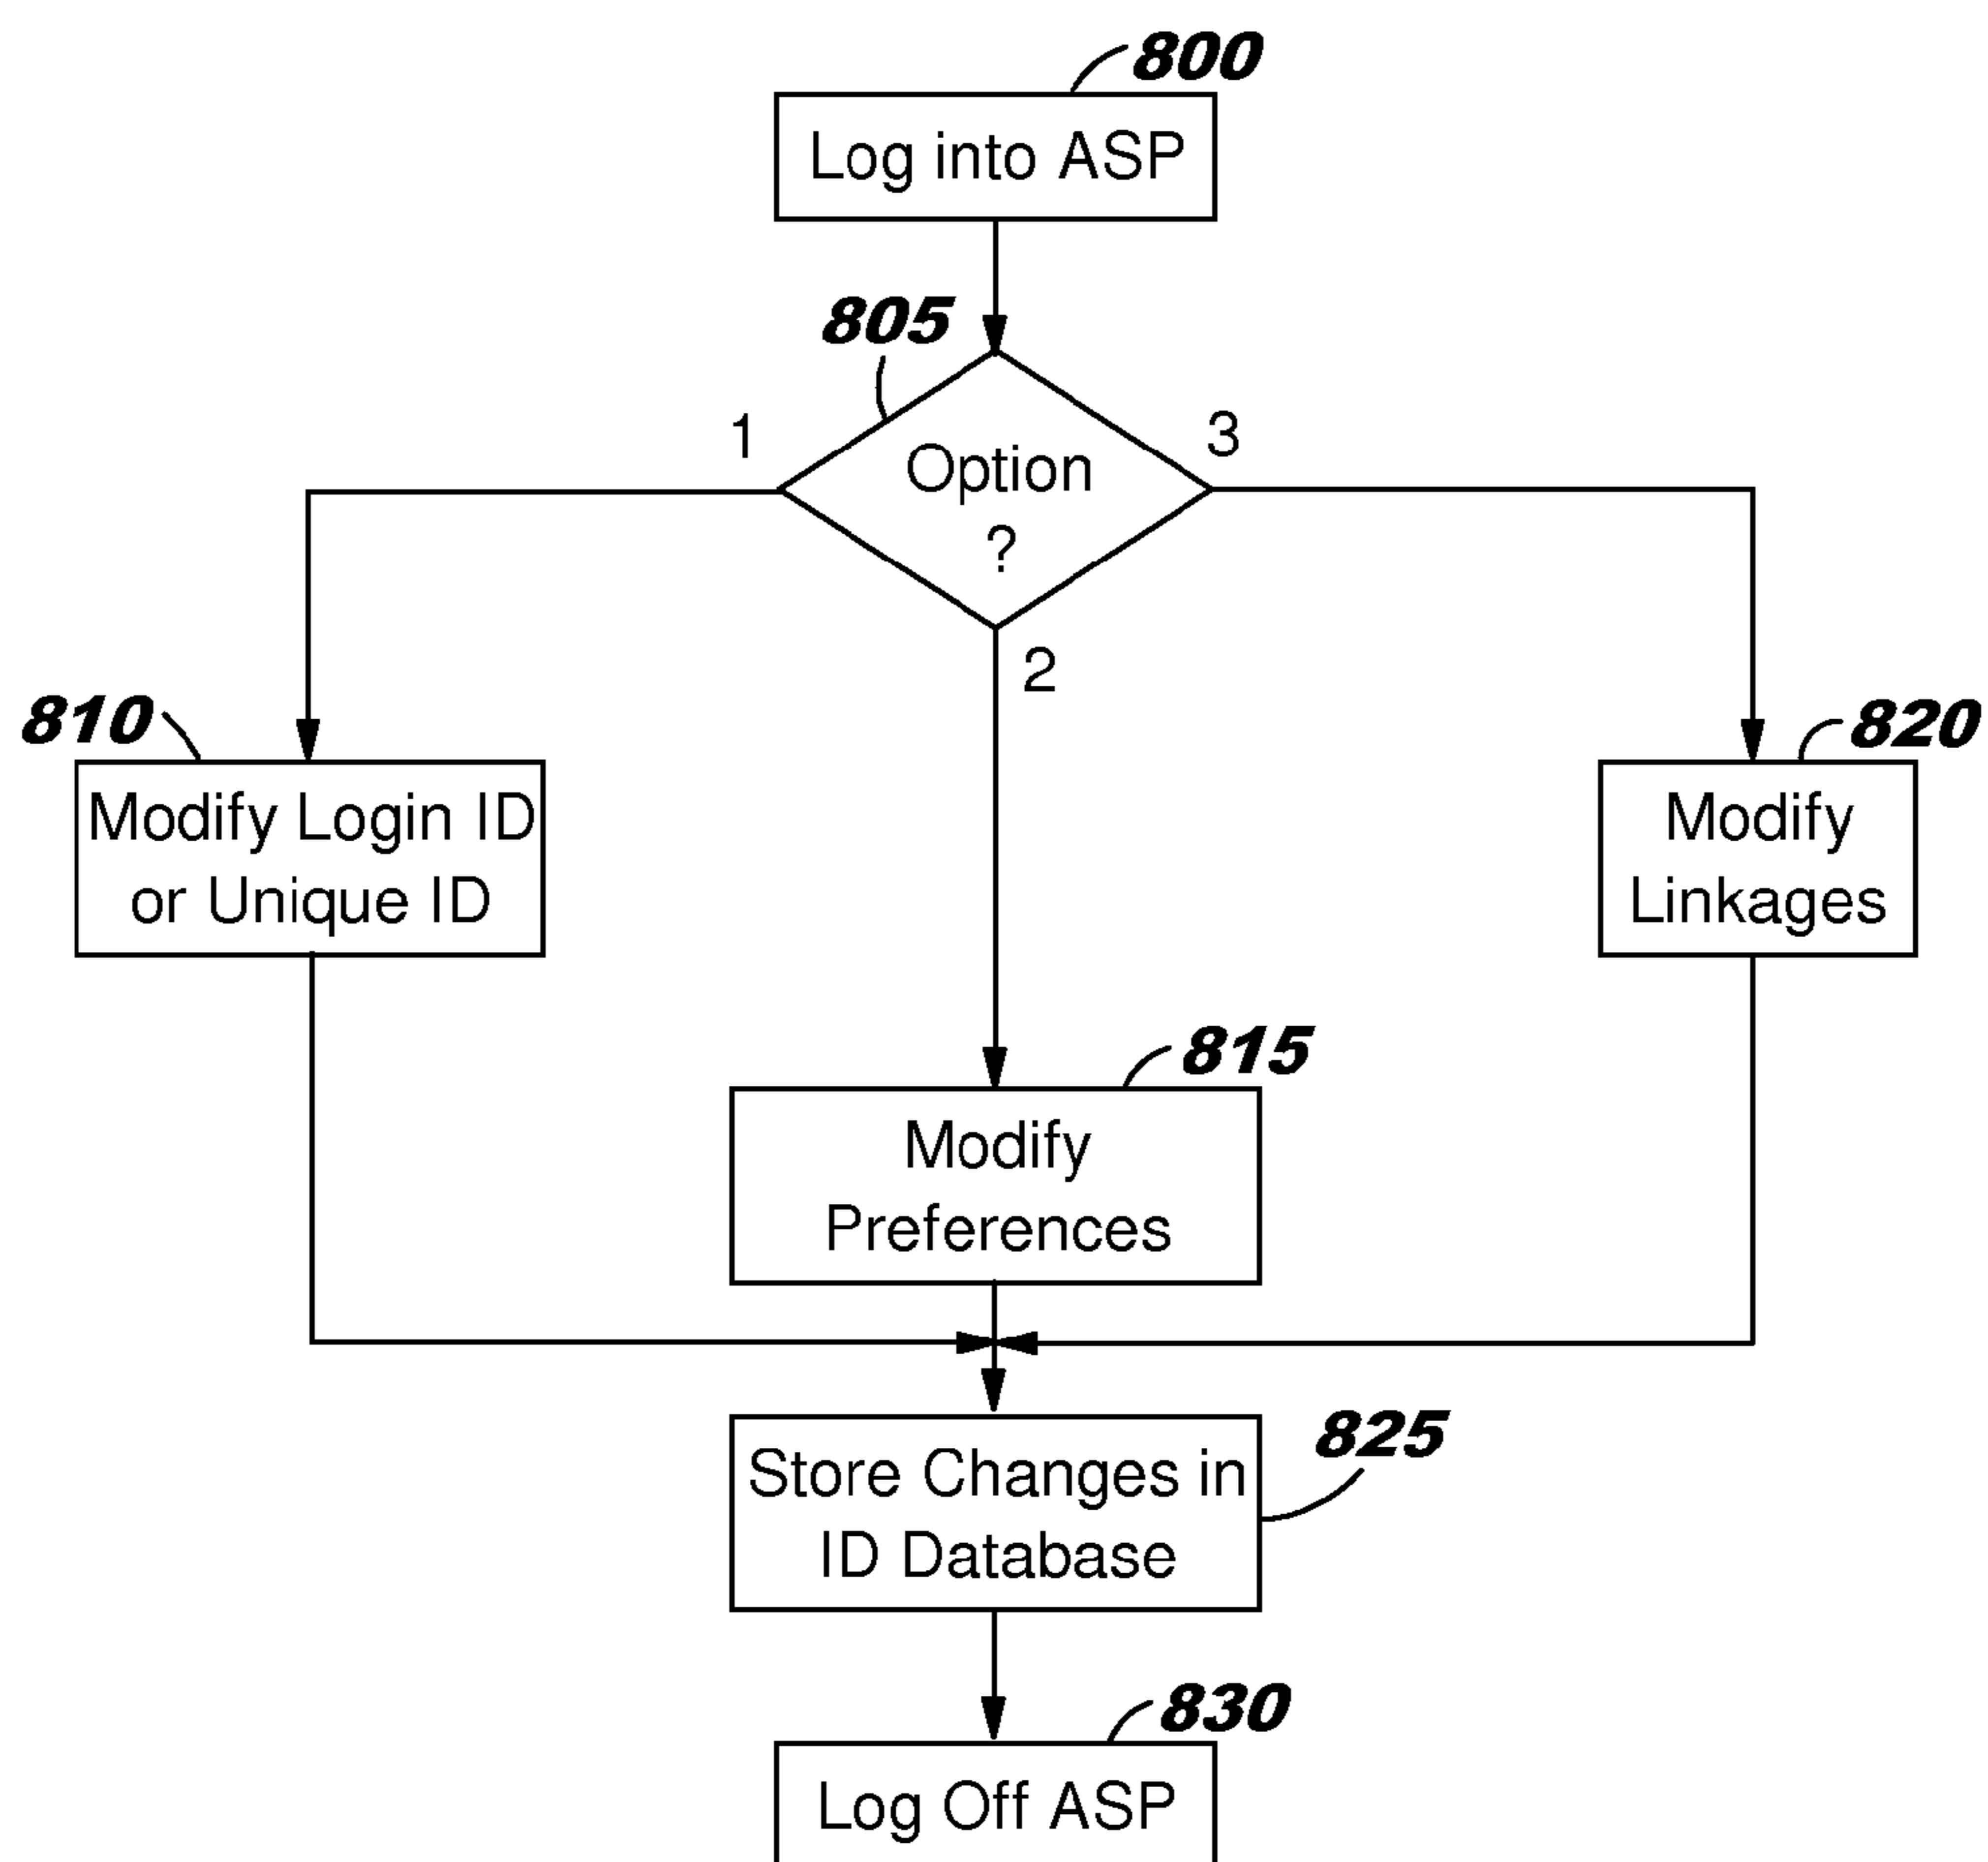 800
Log into ASP
805
1
3
Option
?
2
810
820
Modify Login ID
or Unique ID
Modify
Linkages
815
Modify
Preferences
825
Store Changes in
ID Database
830
Log Off ASP